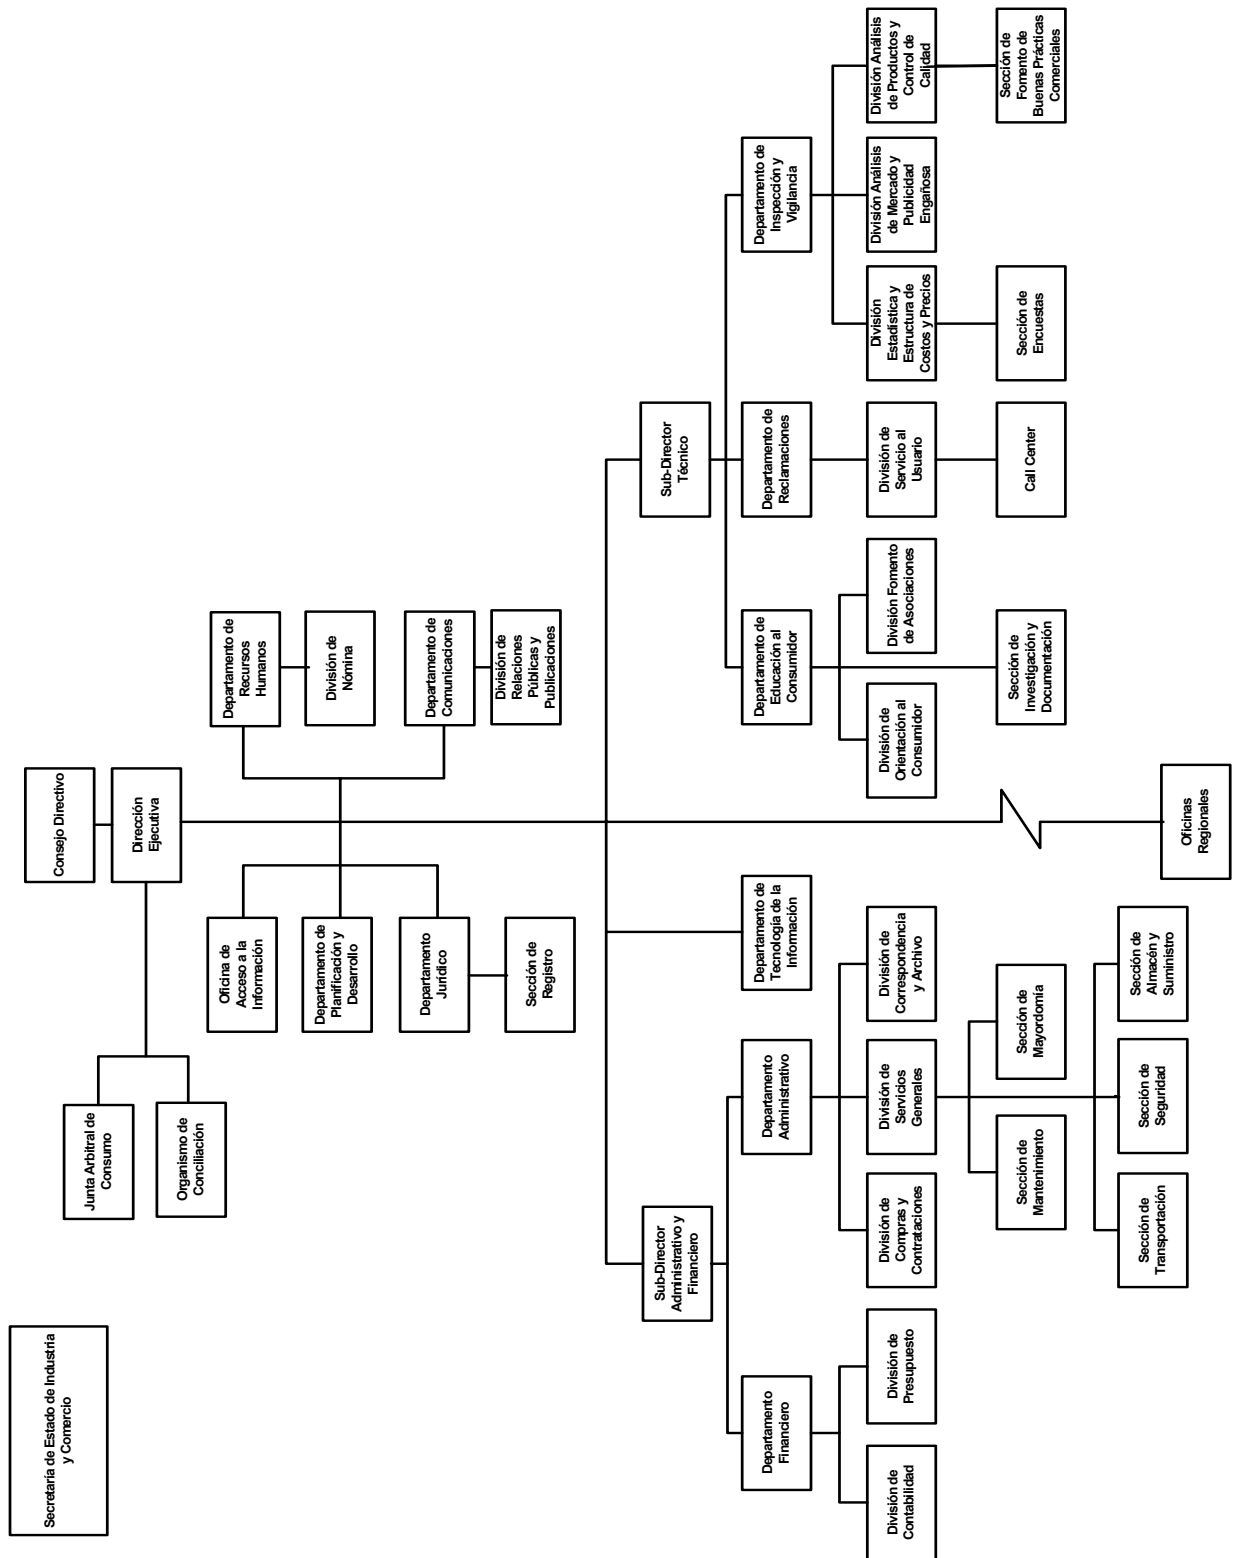 Secretaría de Estado de Industria
y Comercio
Consejo Directivo
Dirección
Ejecutiva
Junta Arbitral de
Consumo
Organismo de
Conciliación
Oficina de
Acceso a la
Información
Departamento de
Recursos
Humanos
División de
Nómina
Departamento de
Planificación y
Desarrollo
Departamento
Jurídico
Departamento de
Comunicaciones
Sección de
Registro
División de
Relaciones
Públicas y
Publicaciones
Sub-Director
Administrativo y
Financiero
Sub-Director
Técnico
Departamento
Financiero
Departamento
Administrativo
Departamento de
Tecnología de la
Información
Departamento de
Educación al
Consumidor
Departamento de
Reclamaciones
Departamento de
Inspección y
Vigilancia
División de
Contabilidad
División de
Presupuesto
División de
Compras y
Contrataciones
División de
Servicios
Generales
División de
Correspondencia
y Archivo
División de
Orientación al
Consumidor
División Fomento
de Asociaciones
División de
Servicio al
Usuario
División
Estadística y
Estructura de
Costos y Precios
División Análisis
de Mercado y
Publicidad
Engañosa
División Análisis
de Productos y
Control de
Calidad
Sección de
Mantenimiento
Sección de
Mayordomía
Sección de
Investigación y
Documentación
Call Center
Sección de
Encuestas
Sección de
Fomento de
Buenas Prácticas
Comerciales
Sección de
Transportación
Sección de
Seguridad
Sección de
Almacén y
Suministro
Oficinas
Regionales